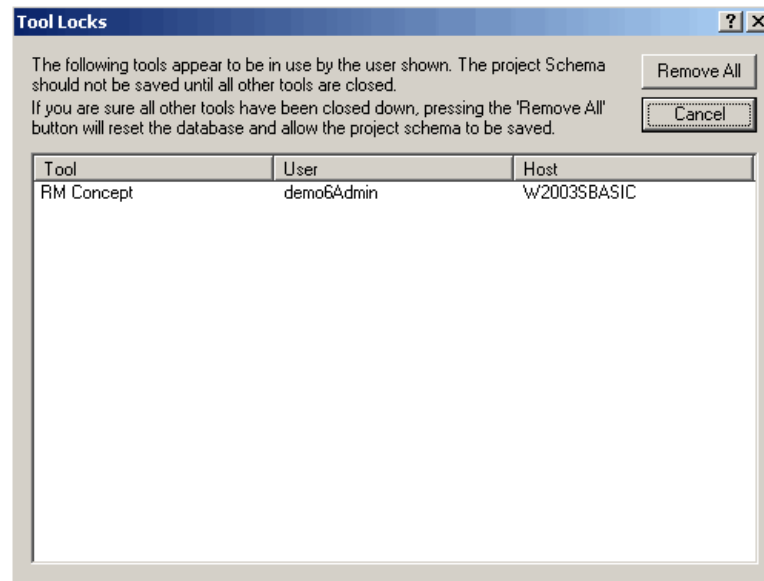 Tool Locks
The following tools appear to be in use by the user shown. The project Schema
should not be saved until all other tools are closed.
If you are sure all other tools have been closed down, pressing the 'Remove All'
button will reset the database and allow the project schema to be saved.
Remove All
Cancel
Tool User Host
RM Concept demo6Admin W2003SBASIC